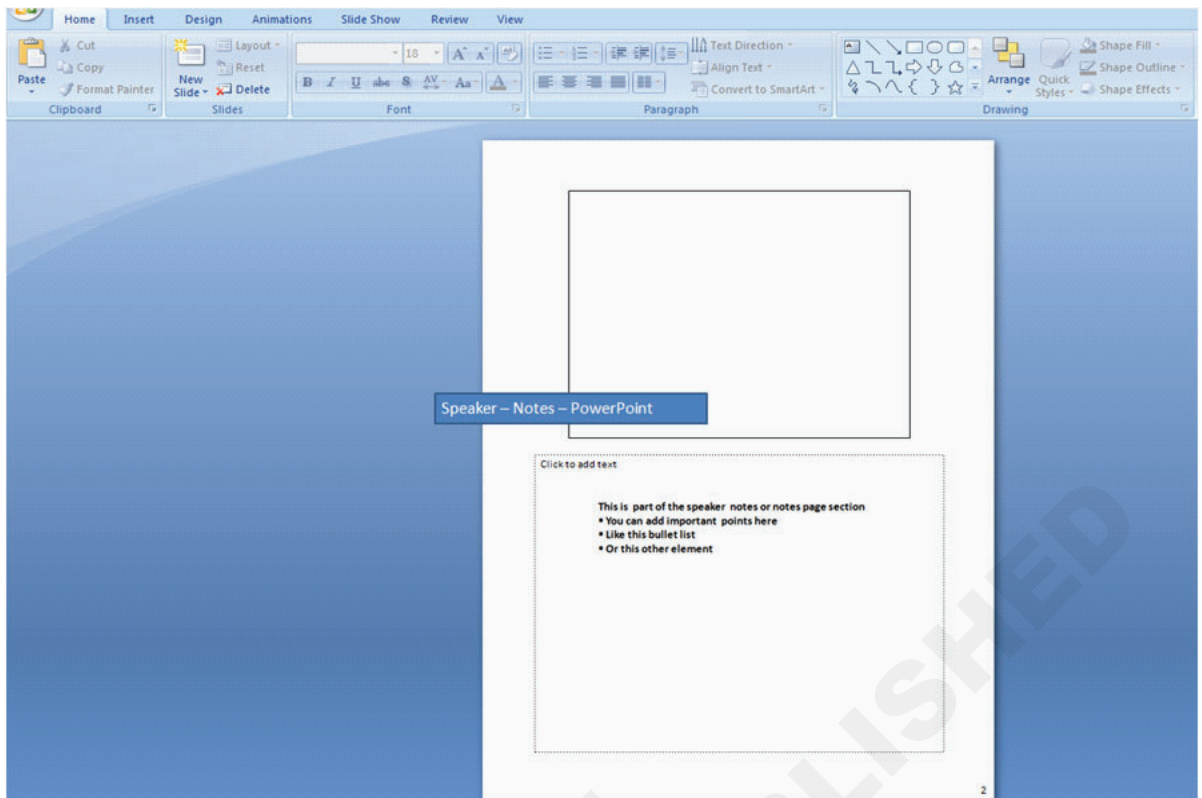 Home Insert Design Animations Slide Show Review View
Cut
Copy
Format Painter
Paste
Clipboard
New Slide
Layout
Reset
Delete
Slides
18
A A
B I U abc S AV Aa A
Font
Text Direction
Align Text
Convert to SmartArt
Paragraph
Arrange
Quick Styles
Shape Fill
Shape Outline
Shape Effects
Drawing
Speaker – Notes – PowerPoint
Click to add text
This is part of the speaker notes or notes page section
▪ You can add important points here
▪ Like this bullet list
▪ Or this other element
2